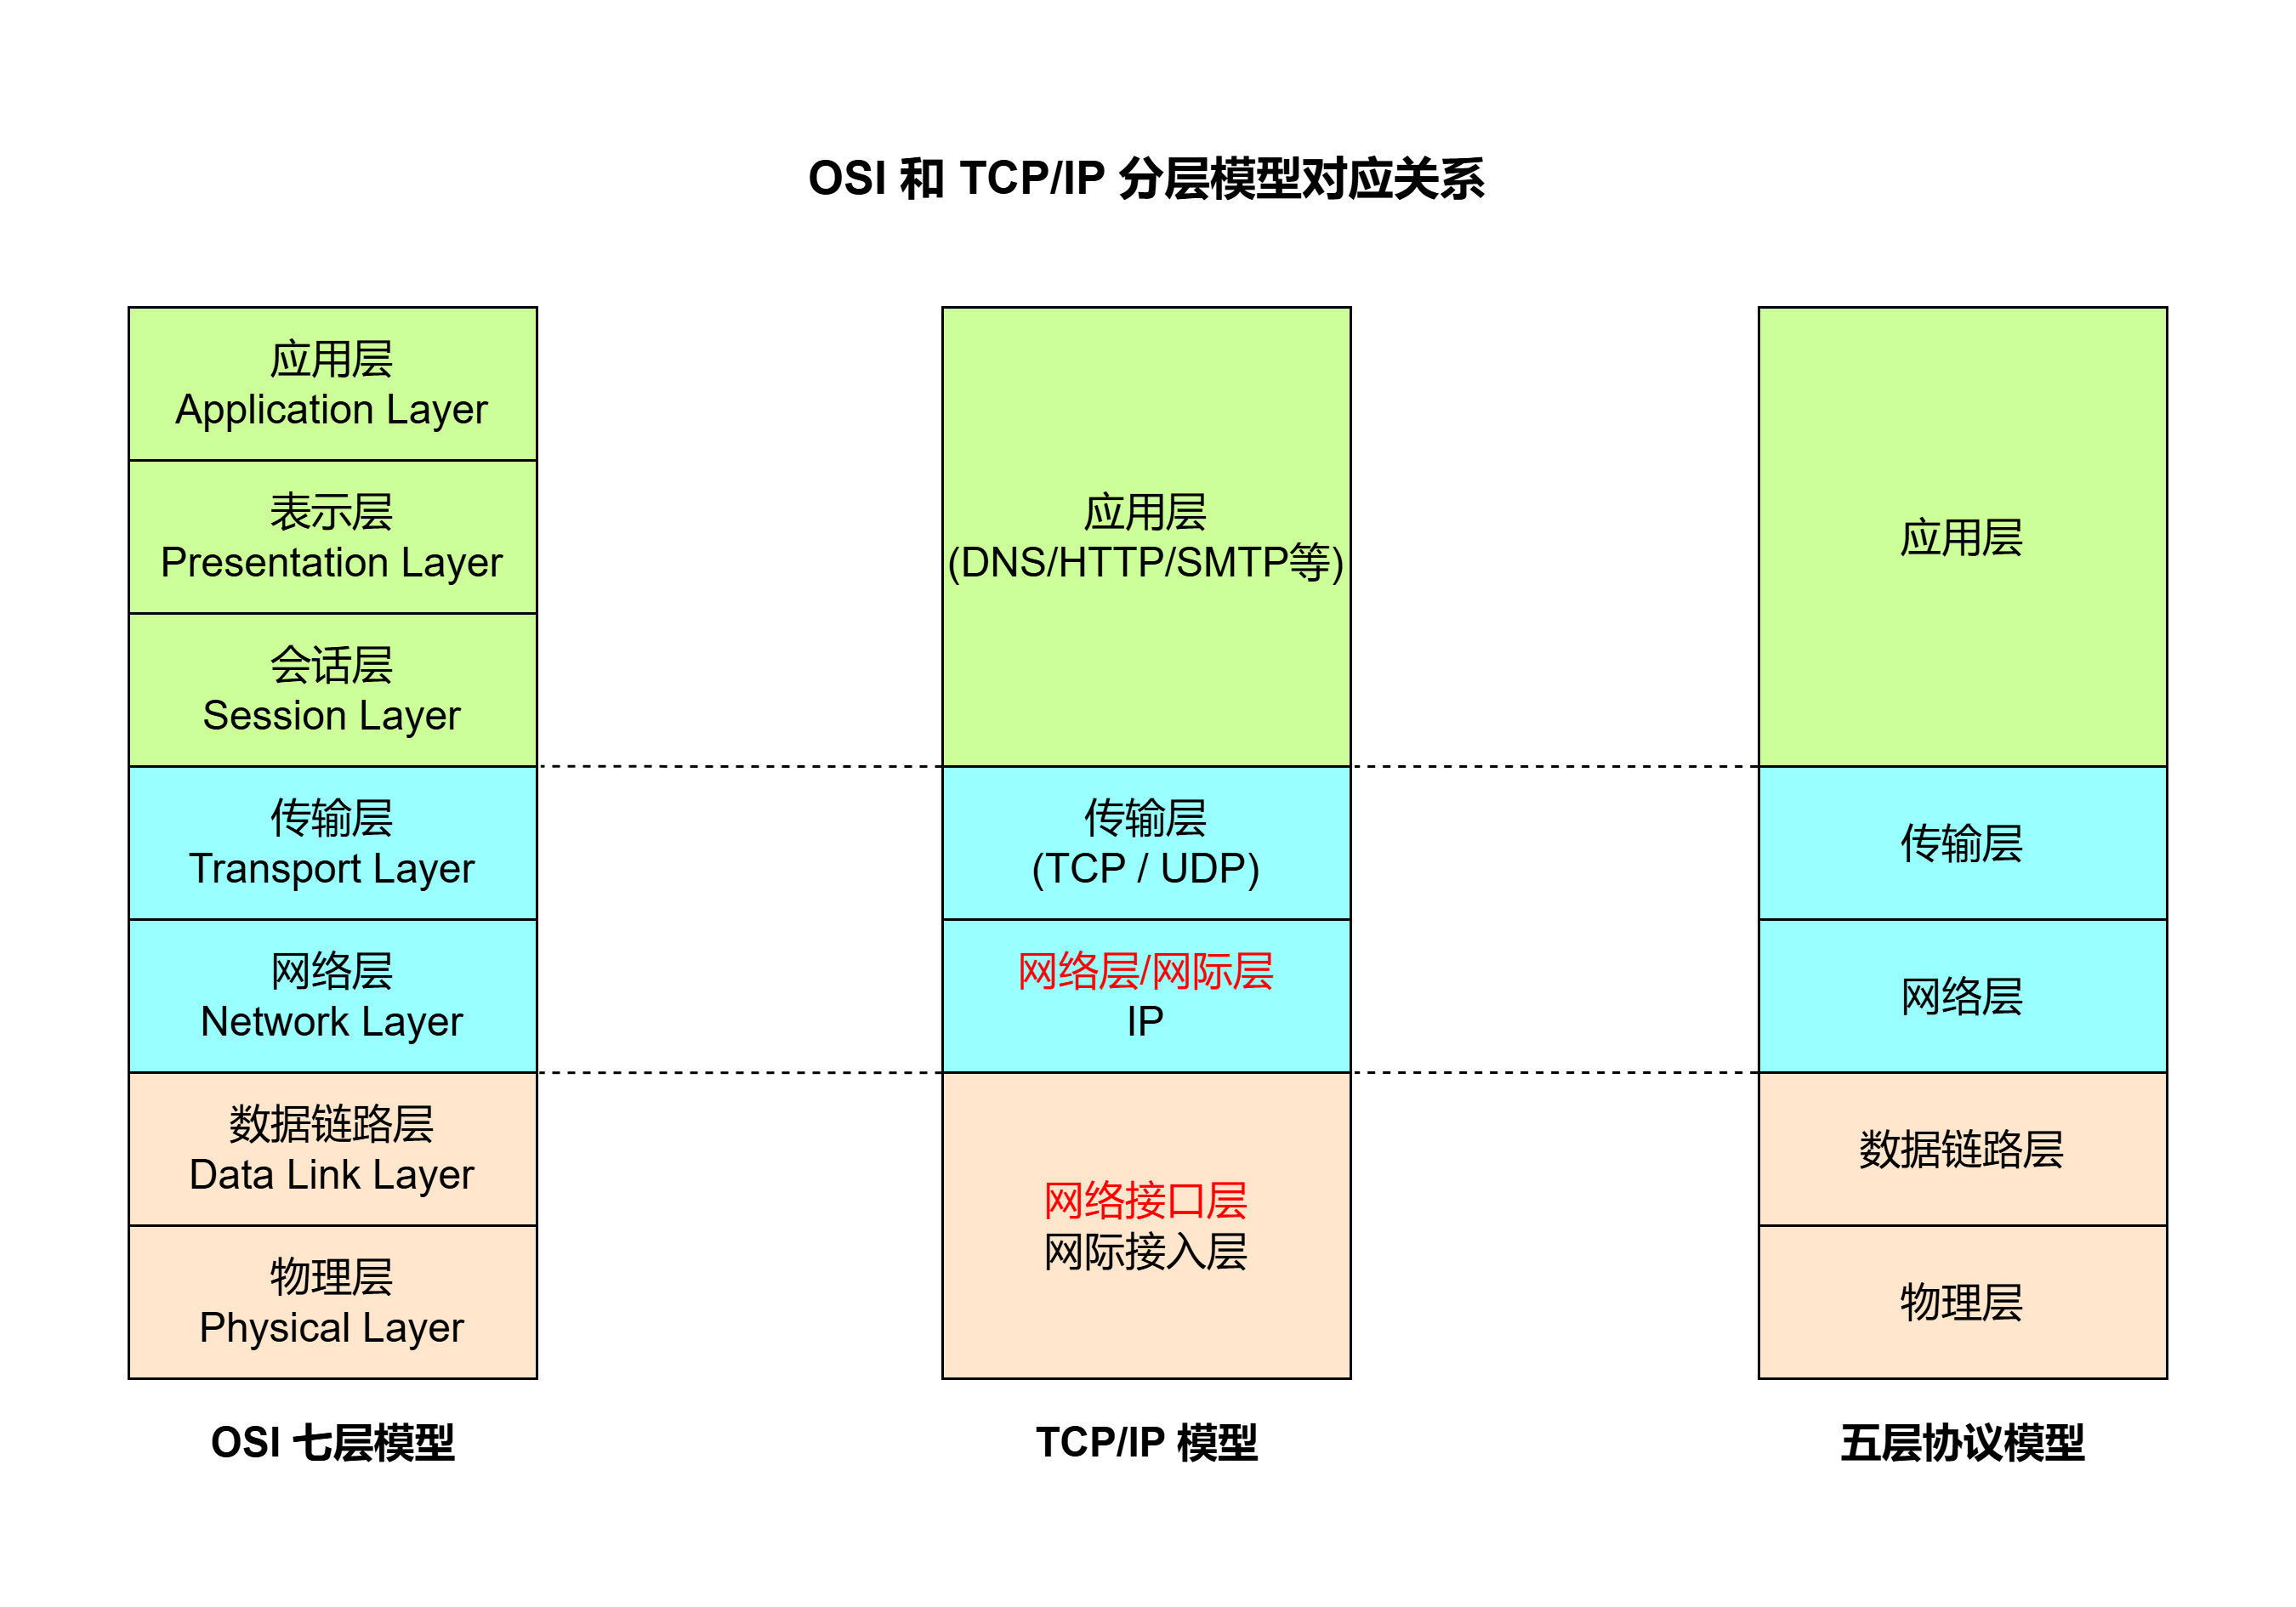 OSI 和 TCP/IP 分层模型对应关系
应用层
Application Layer
表示层
Presentation Layer
会话层
Session Layer
传输层
Transport Layer
网络层
Network Layer
数据链路层
Data Link Layer
物理层
Physical Layer
OSI 七层模型
应用层
(DNS/HTTP/SMTP等)
传输层
(TCP / UDP)
网络层/网际层
IP
网络接口层
网际接入层
TCP/IP 模型
应用层
传输层
网络层
数据链路层
物理层
五层协议模型